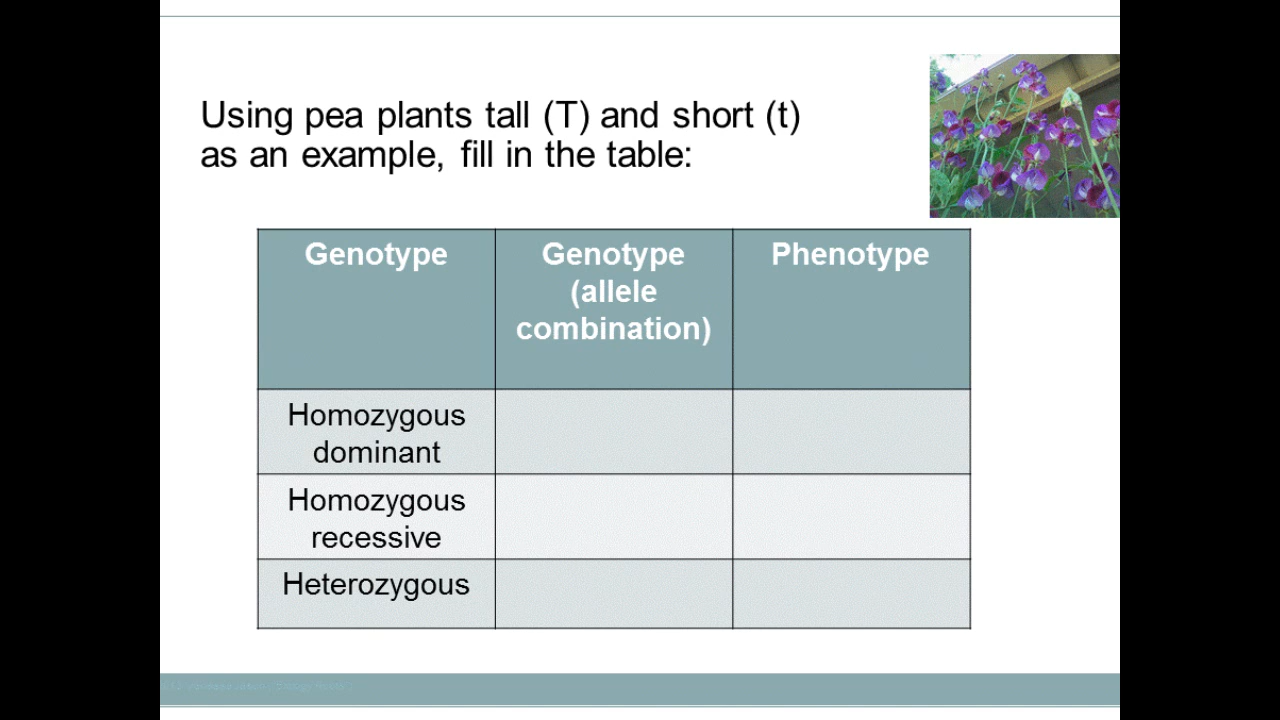 Using pea plants tall (T) and short (t)
as an example, fill in the table:
Genotype
Genotype
(allele
combination)
Phenotype
Homozygous
dominant
Homozygous
recessive
Heterozygous